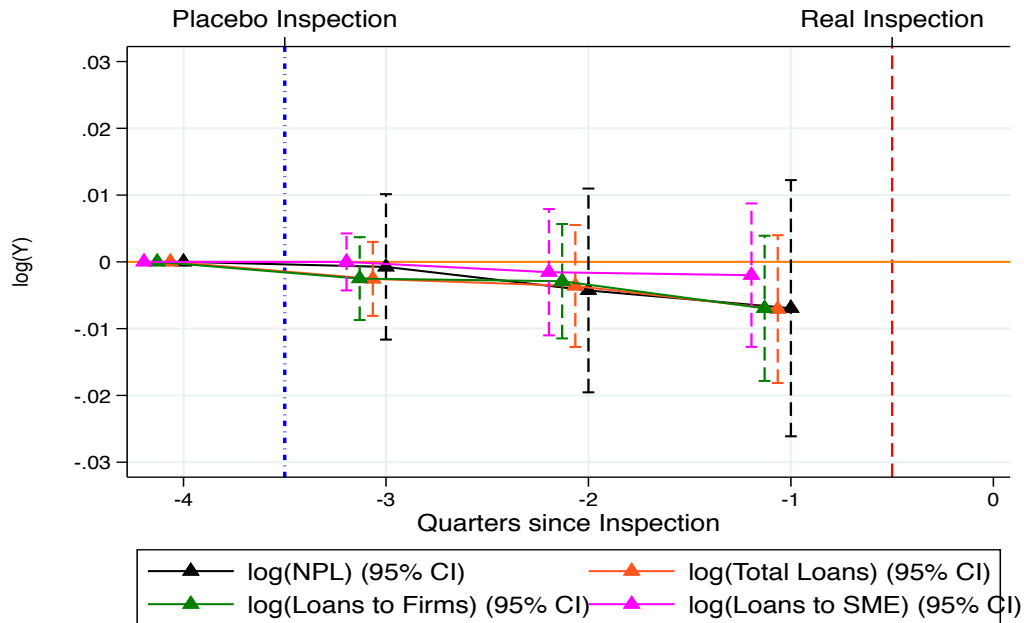 Placebo Inspection Real Inspection
.03
.02
.01
0
-.01
-.02
-.03
log(Y)
-4 -3 -2 -1 0
Quarters since Inspection
log(NPL) (95% CI) log(Total Loans) (95% CI)
log(Loans to Firms) (95% CI) log(Loans to SME) (95% CI)